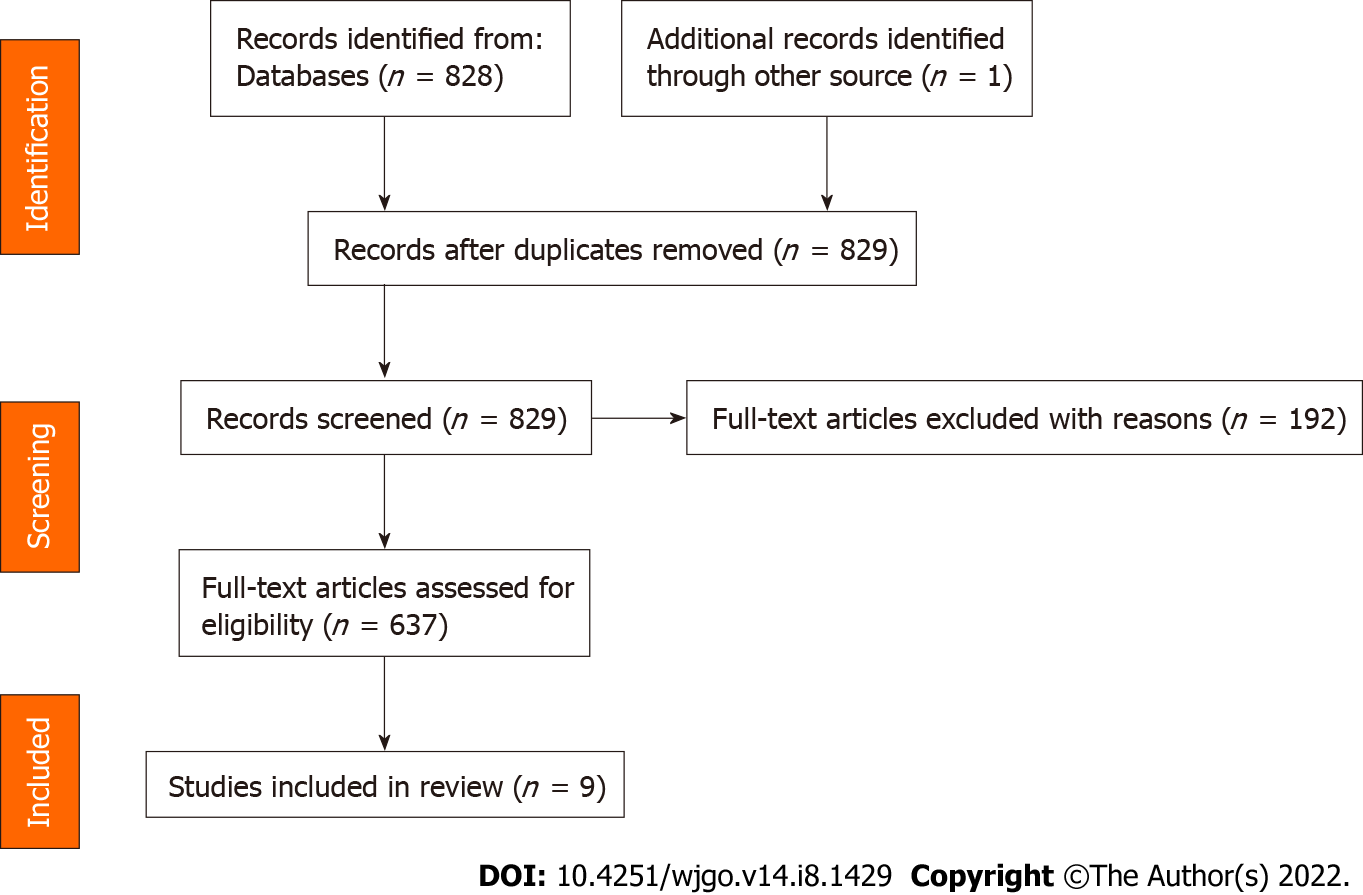 Identification
Records identified from:
Databases (n = 828)
Additional records identified
through other source (n = 1)
Records after duplicates removed (n = 829)
Screening
Records screened (n = 829)
Full-text articles excluded with reasons (n = 192)
Full-text articles assessed for
eligibility (n = 637)
Included
Studies included in review (n = 9)
DOI: 10.4251/wjgo.v14.i8.1429 Copyright ©The Author(s) 2022.